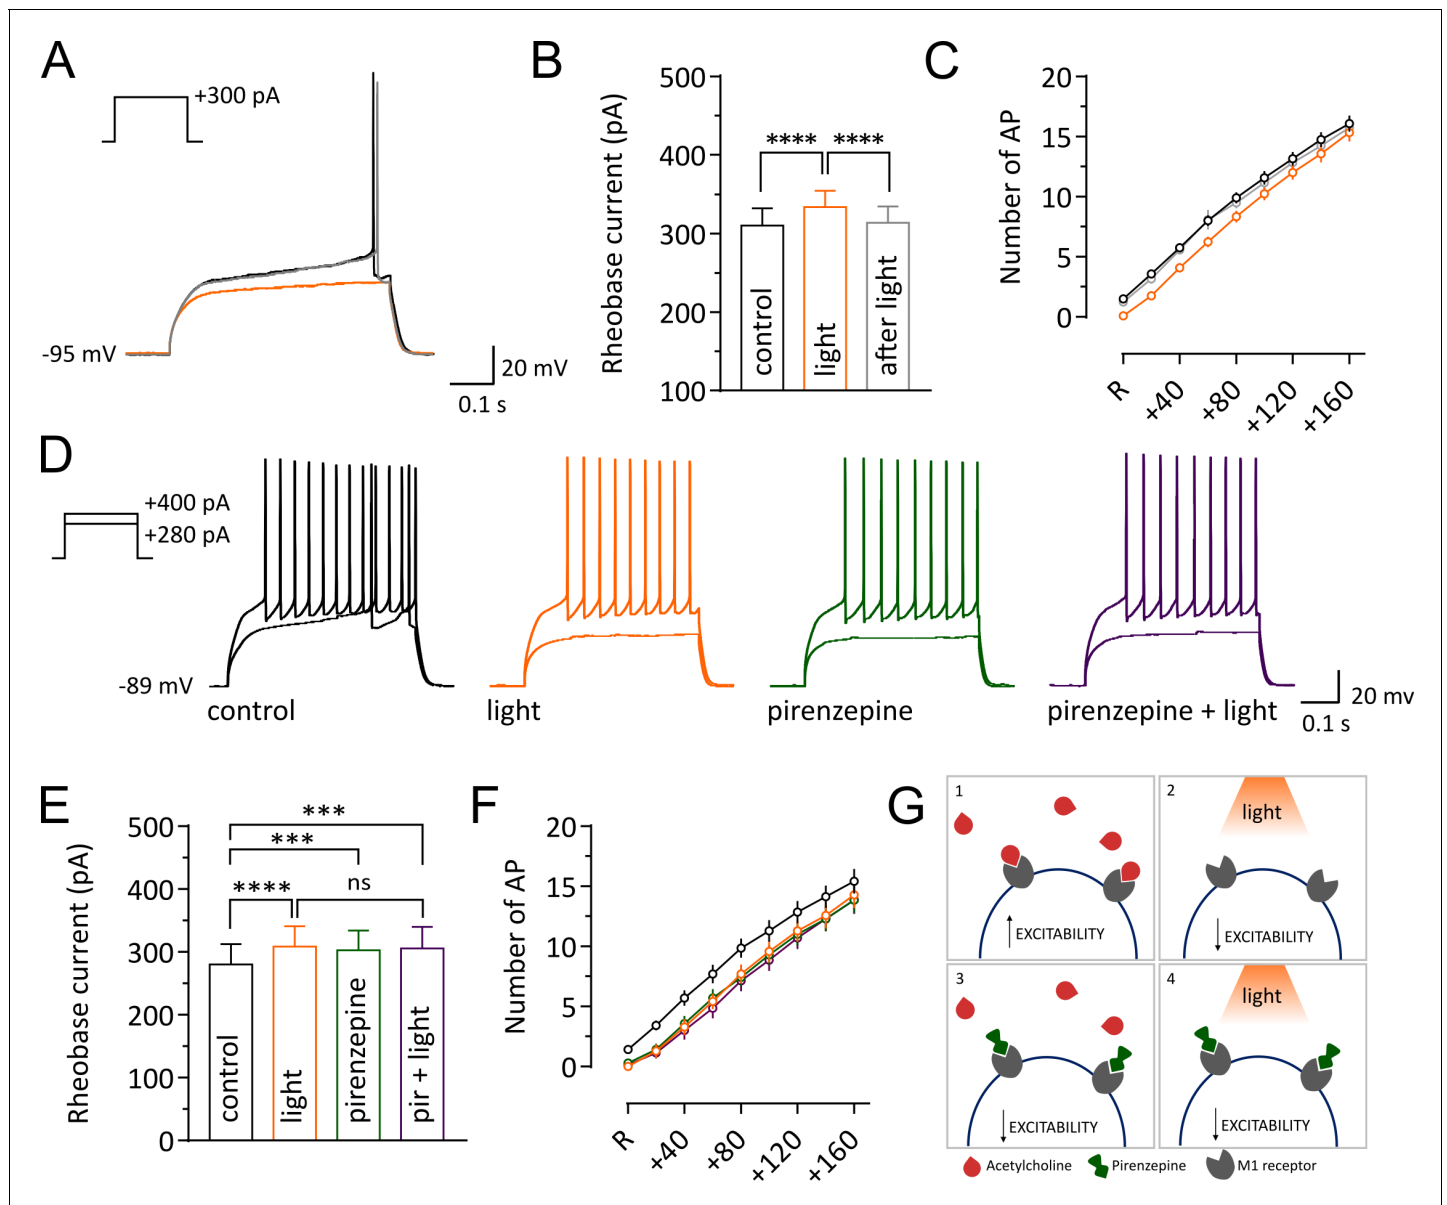 A
+300 pA
-95 mV
20 mV
0.1 s
B
Rheobase current (pA)
500
400
300
200
100
**** ****
control
light
after light
C
Number of AP
20
15
10
5
0
R +40 +80 +120 +160
D
+400 pA
+280 pA
-89 mV
control
light
pirenzepine
pirenzepine + light
20 mv
0.1 s
E
Rheobase current (pA)
500
400
300
200
100
0
***
***
**** ns
control
light
pirenzepine
pir + light
F
Number of AP
20
15
10
5
0
R +40 +80 +120 +160
G
1
EXCITABILITY
2
light
EXCITABILITY
3
EXCITABILITY
4
light
EXCITABILITY
Acetylcholine Pirenzepine M1 receptor